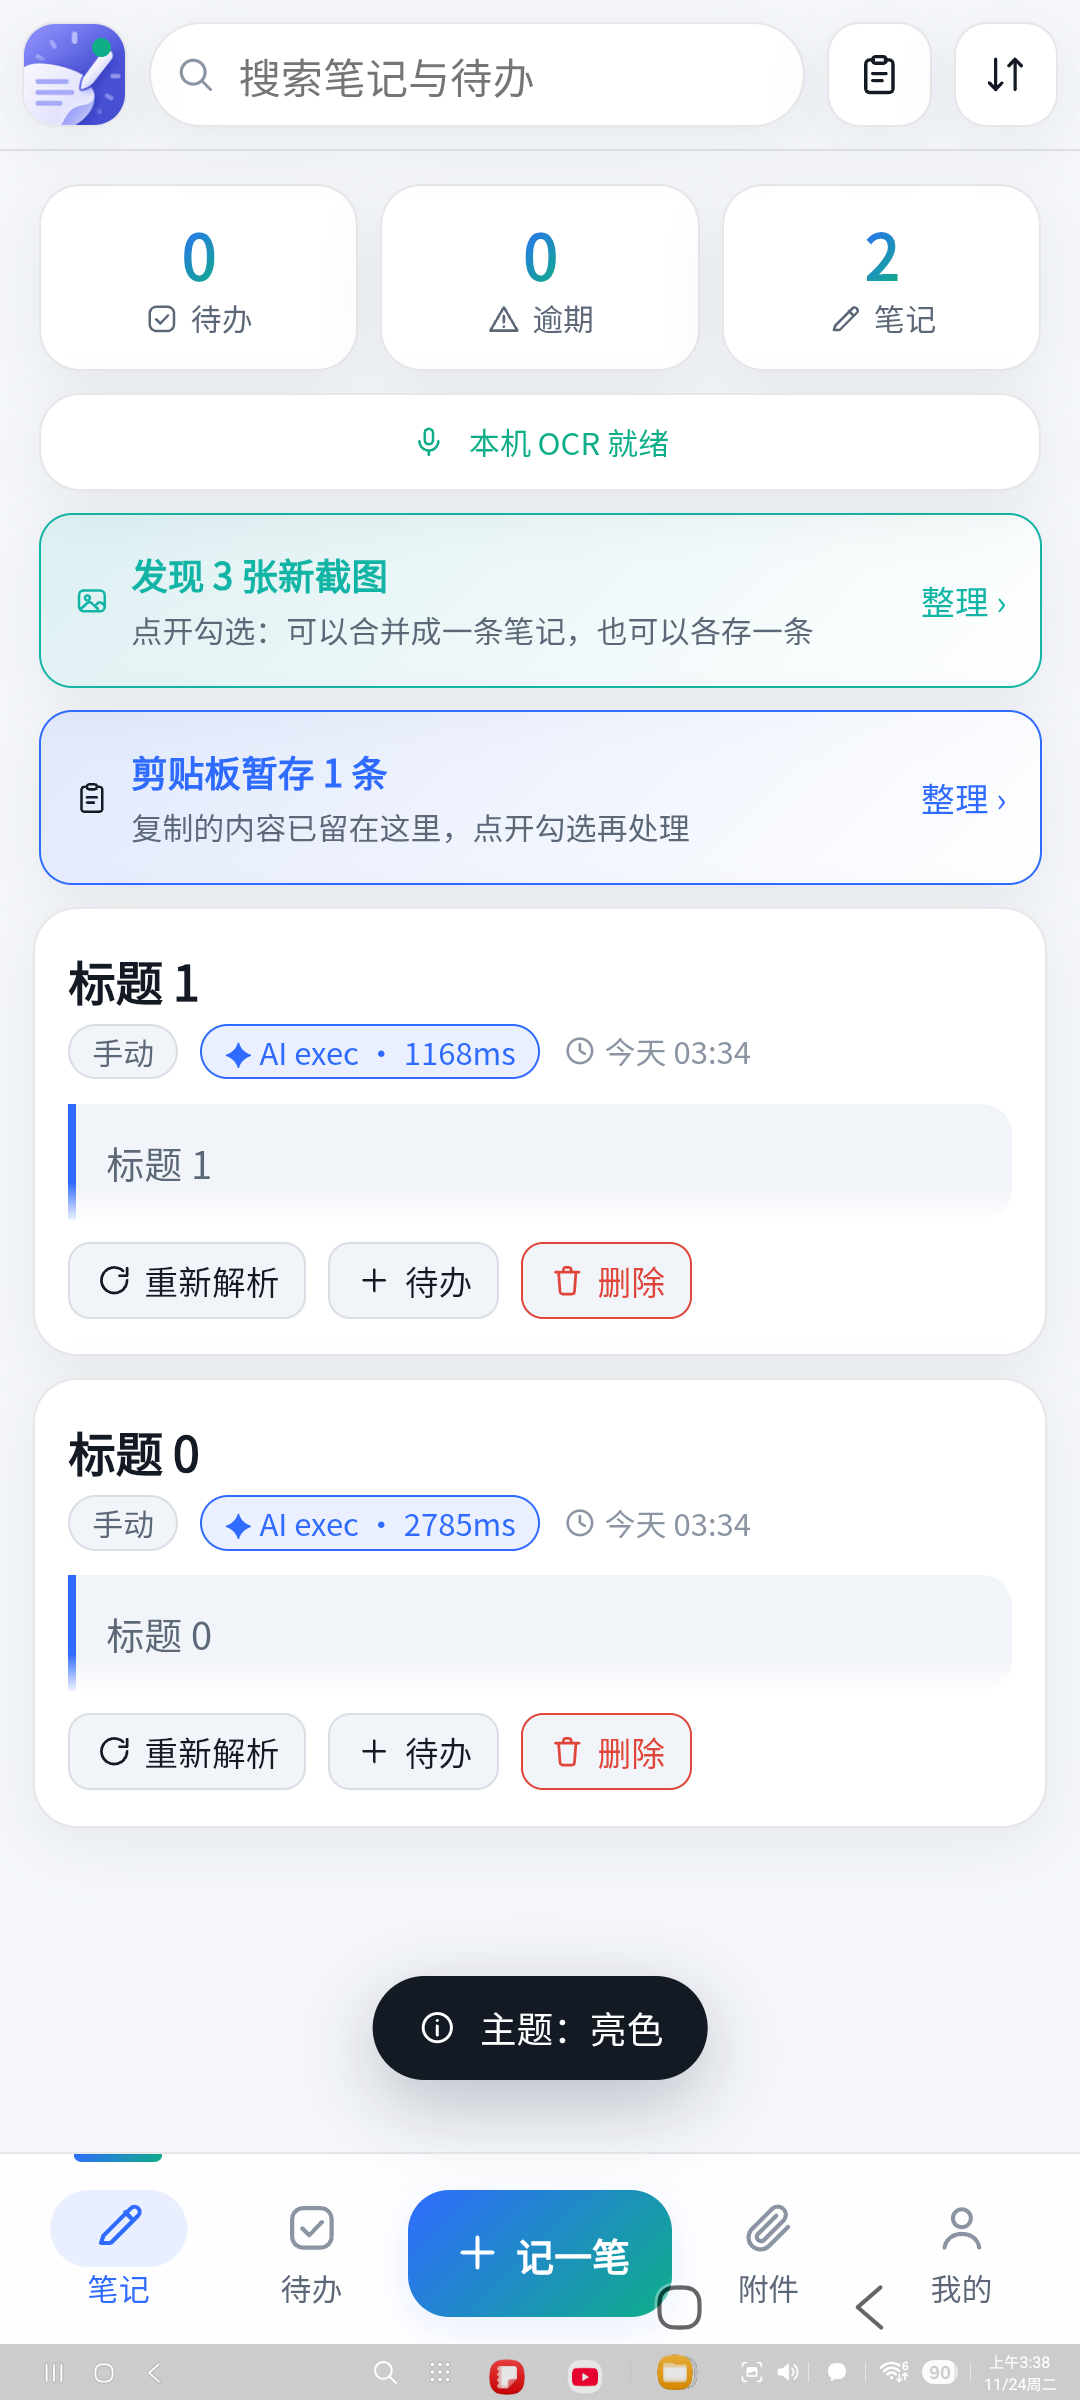 搜索笔记与待办
0
待办
0
逾期
2
笔记
本机 OCR 就绪
发现 3 张新截图
点开勾选：可以合并成一条笔记，也可以各存一条
整理 ›
剪贴板暂存 1 条
复制的内容已留在这里，点开勾选再处理
整理 ›
标题 1
手动
AI exec · 1168ms
今天 03:34
标题 1
重新解析
待办
删除
标题 0
手动
AI exec · 2785ms
今天 03:34
标题 0
重新解析
待办
删除
主题：亮色
笔记
待办
记一笔
附件
我的
6
90
上午3:38
11/24周二